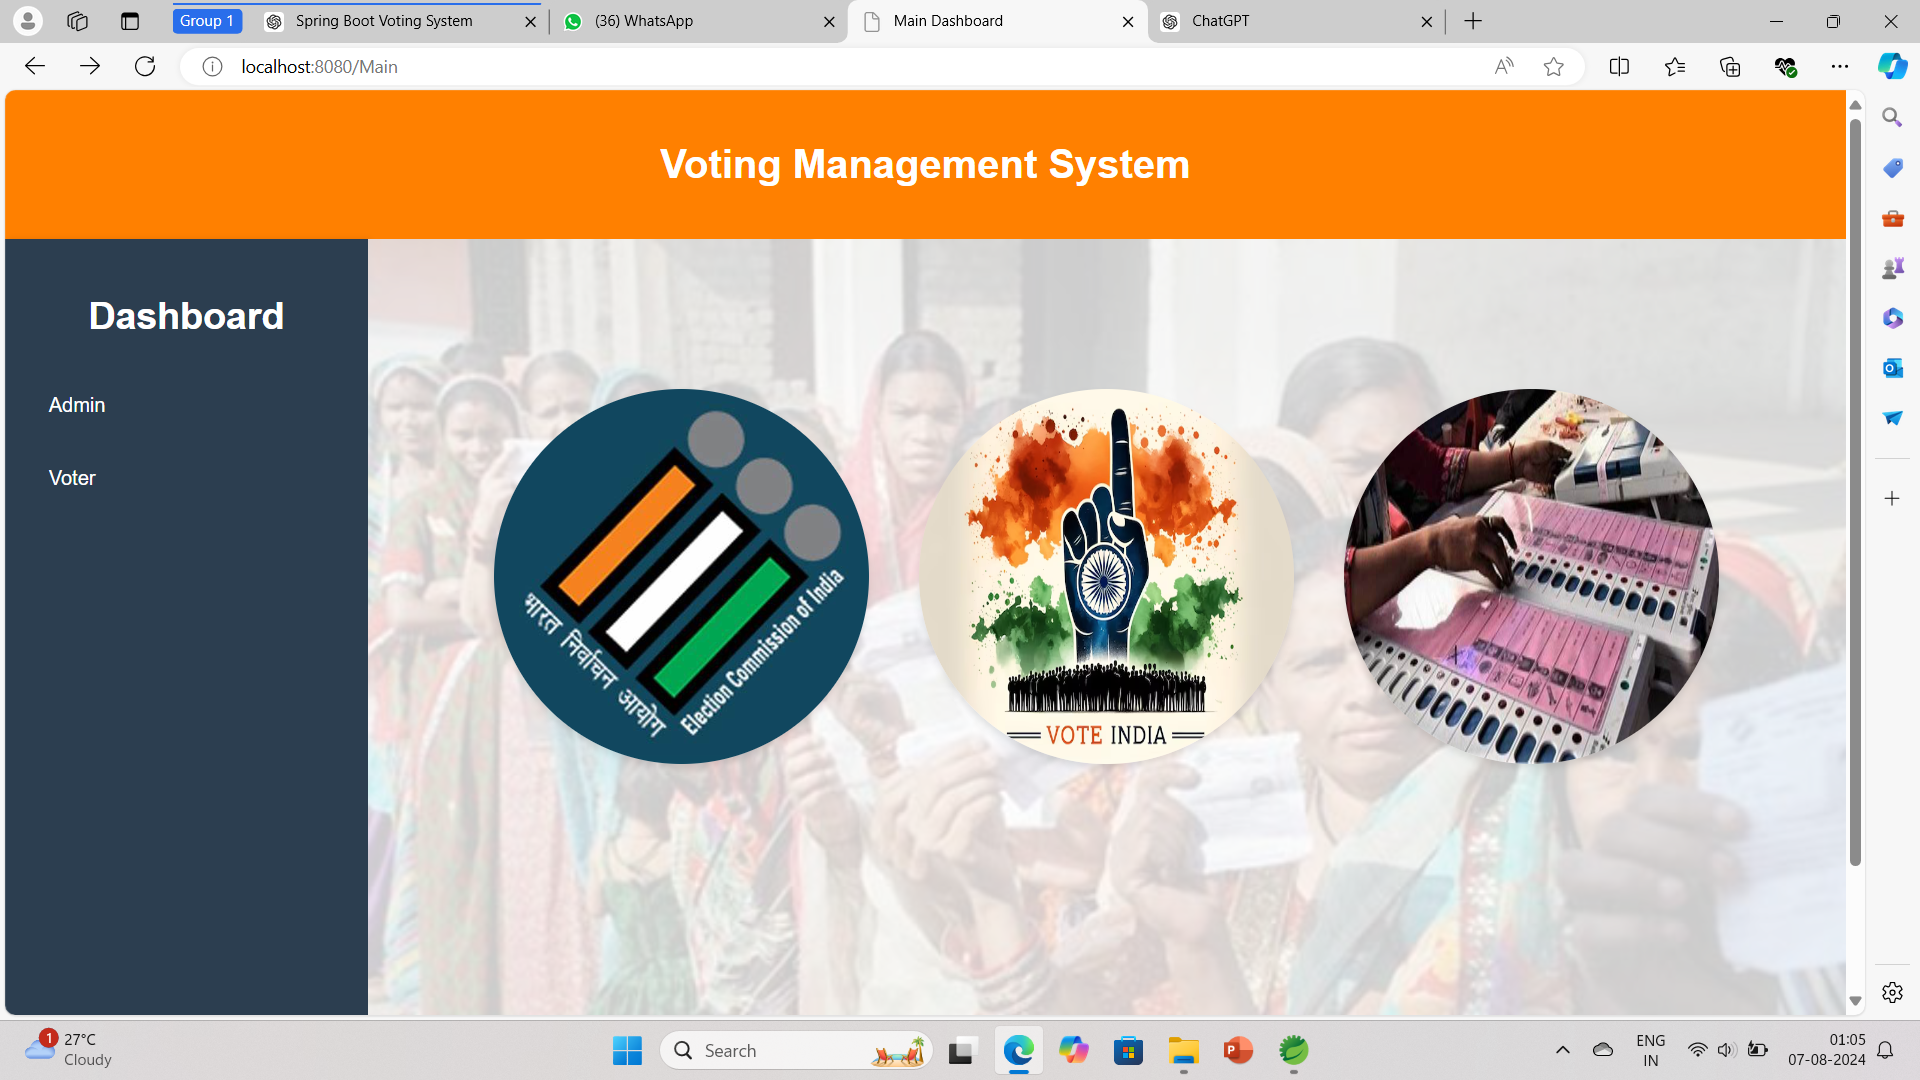 Group 1
Spring Boot Voting System
(36) WhatsApp
Main Dashboard
ChatGPT
localhost:8080/Main
Voting Management System
Dashboard
Admin
Voter
भारत निर्वाचन आयोग
Election Commission of India
VOTE INDIA
1
27°C
Cloudy
Search
ENG
IN
01:05
07-08-2024